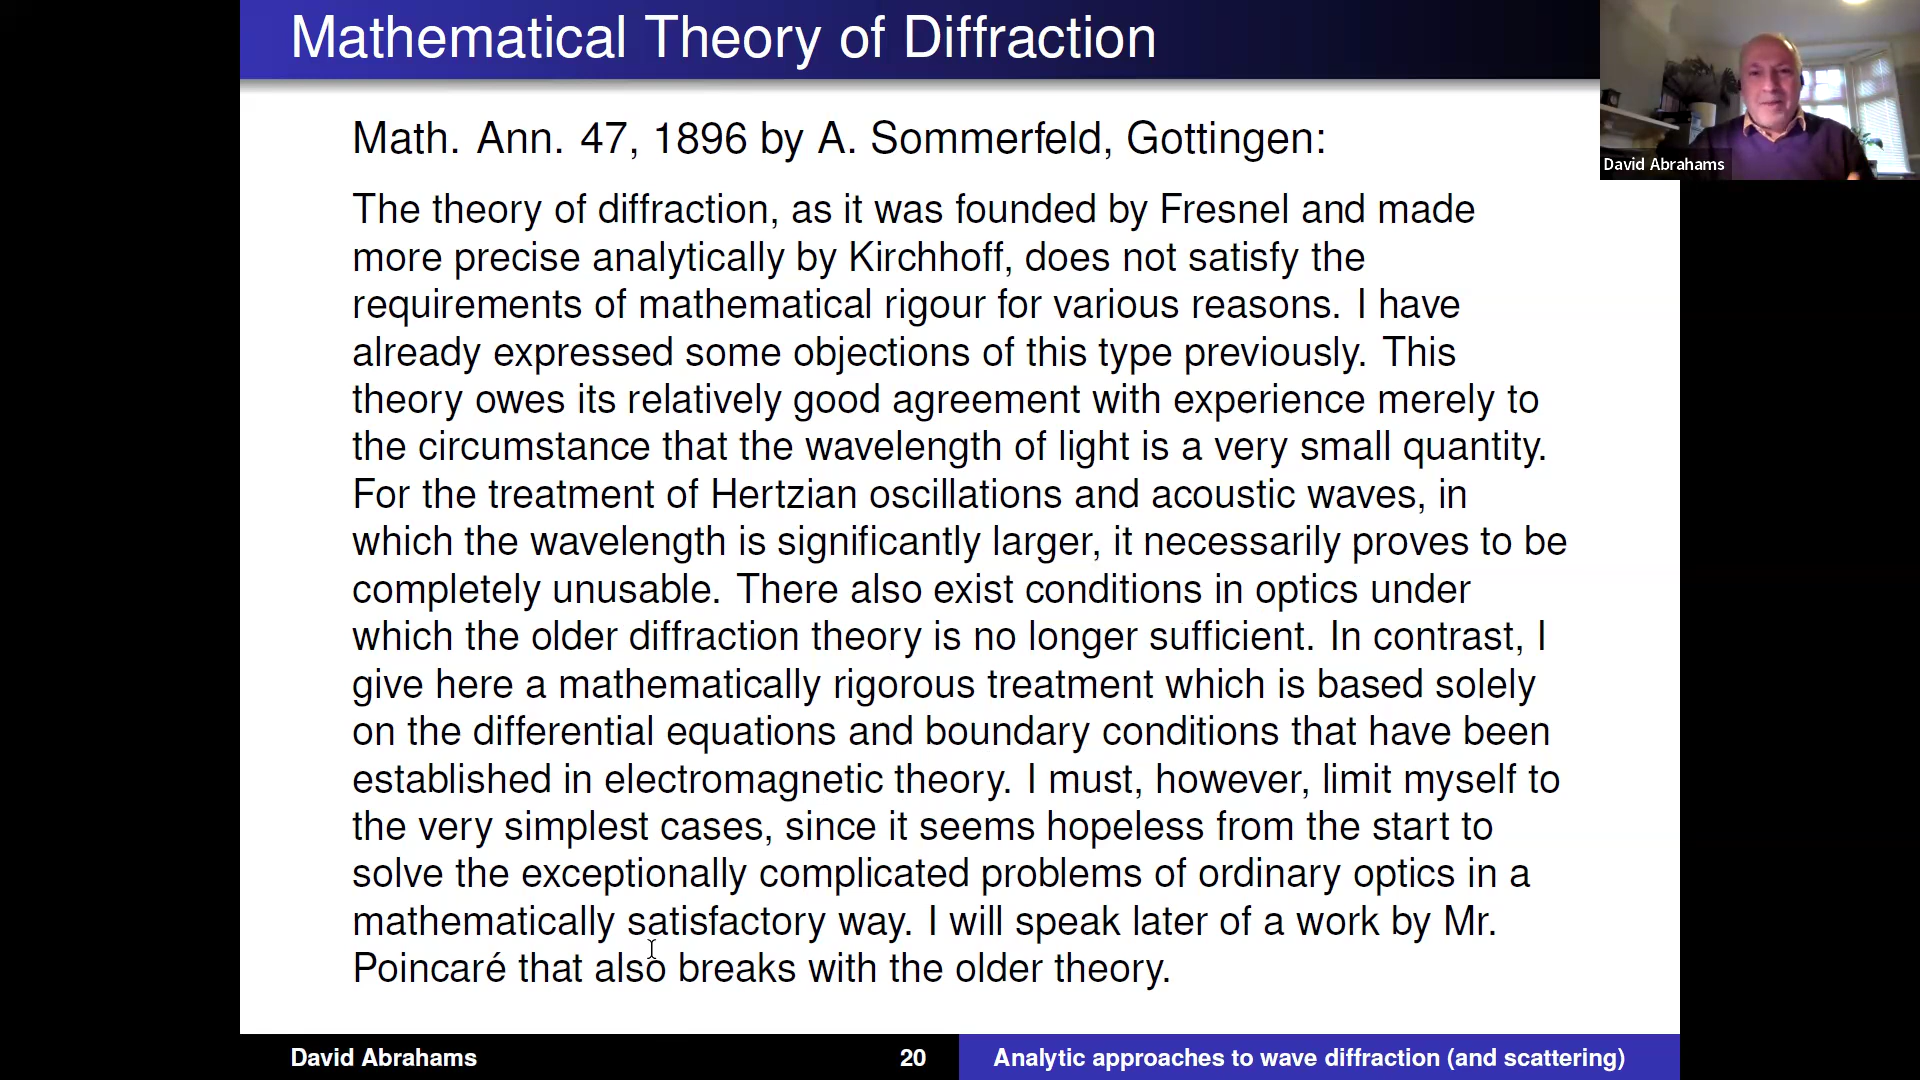 Mathematical Theory of Diffraction
David Abrahams
Math. Ann. 47, 1896 by A. Sommerfeld, Gottingen:
The theory of diffraction, as it was founded by Fresnel and made
more precise analytically by Kirchhoff, does not satisfy the
requirements of mathematical rigour for various reasons. I have
already expressed some objections of this type previously. This
theory owes its relatively good agreement with experience merely to
the circumstance that the wavelength of light is a very small quantity.
For the treatment of Hertzian oscillations and acoustic waves, in
which the wavelength is significantly larger, it necessarily proves to be
completely unusable. There also exist conditions in optics under
which the older diffraction theory is no longer sufficient. In contrast, I
give here a mathematically rigorous treatment which is based solely
on the differential equations and boundary conditions that have been
established in electromagnetic theory. I must, however, limit myself to
the very simplest cases, since it seems hopeless from the start to
solve the exceptionally complicated problems of ordinary optics in a
mathematically satisfactory way. I will speak later of a work by Mr.
Poincaré that also breaks with the older theory.
David Abrahams 20 Analytic approaches to wave diffraction (and scattering)